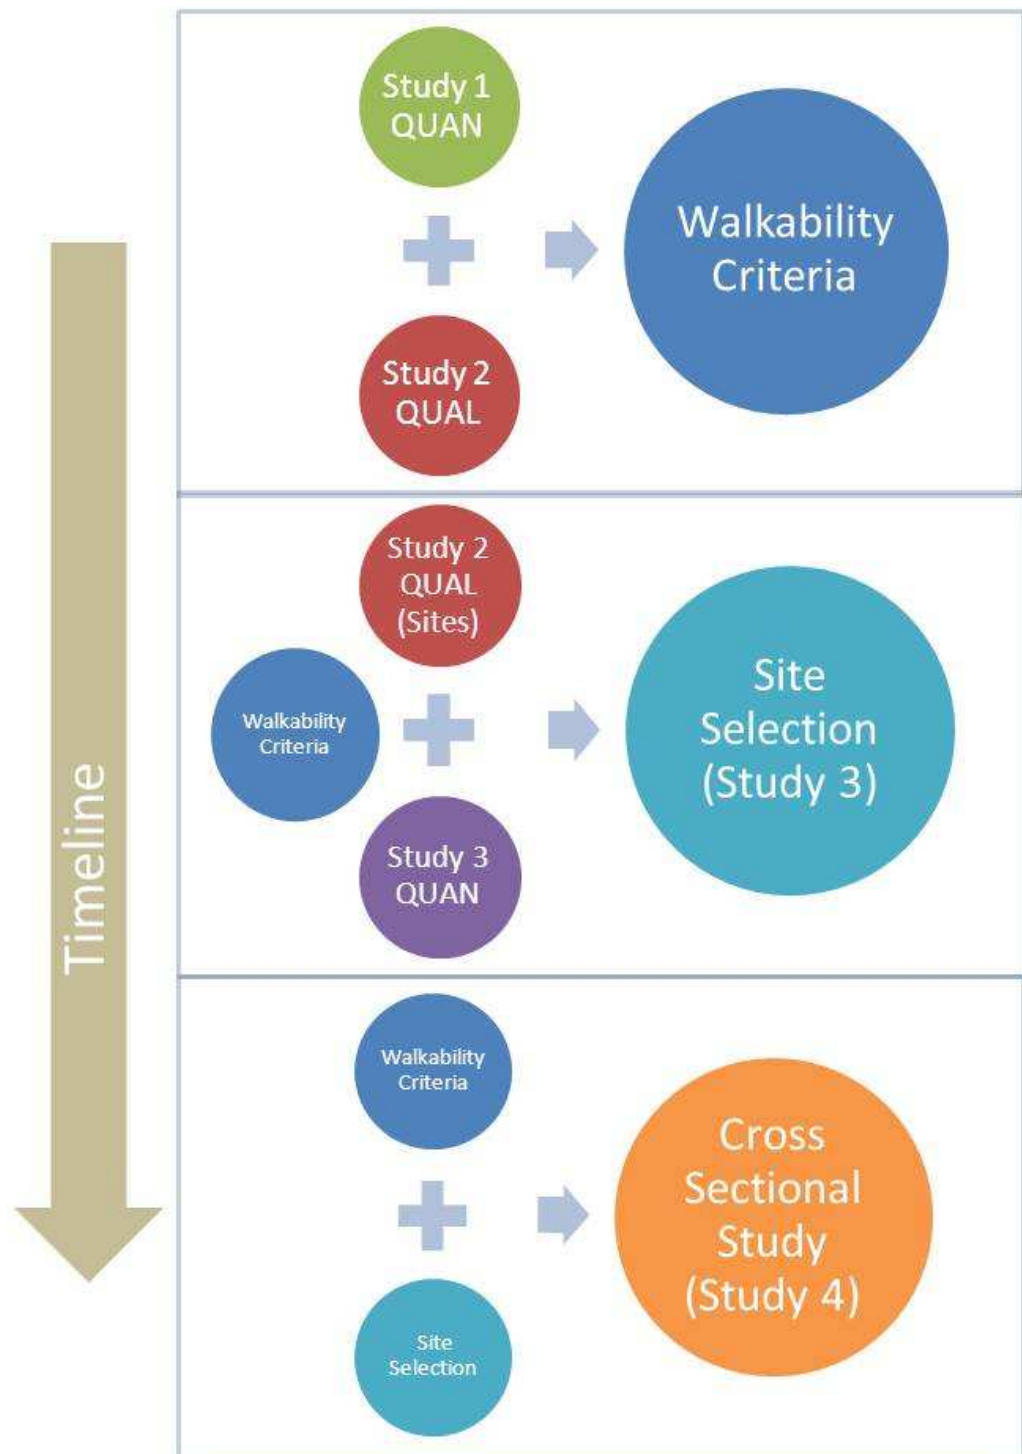 Study 1
QUAN
Walkability
Criteria
Study 2
QUAL
Study 2
QUAL
(Sites)
Walkability
Criteria
Site
Selection
(Study 3)
Study 3
QUAN
Timeline
Walkability
Criteria
Cross
Sectional
Study
(Study 4)
Site
Selection